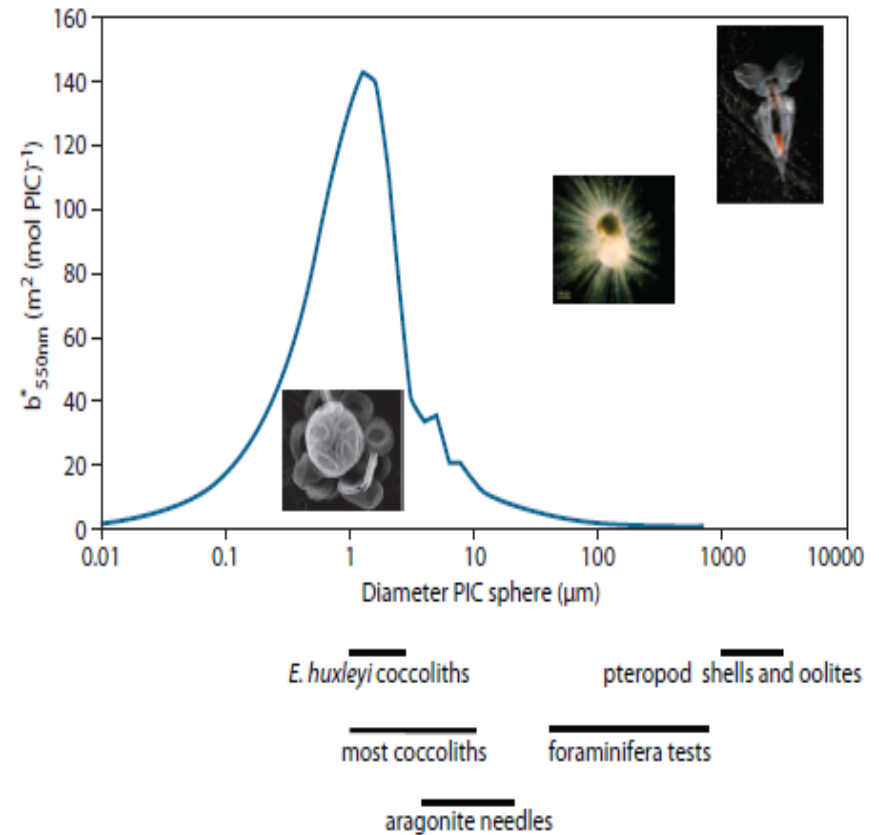 160
140
120
100
80
60
40
20
0
b*550nm (m² (mol PIC)⁻¹)
0.01 0.1 1 10 100 1000 10000
Diameter PIC sphere (µm)
E. huxleyi coccoliths
pteropod shells and oolites
most coccoliths
foraminifera tests
aragonite needles